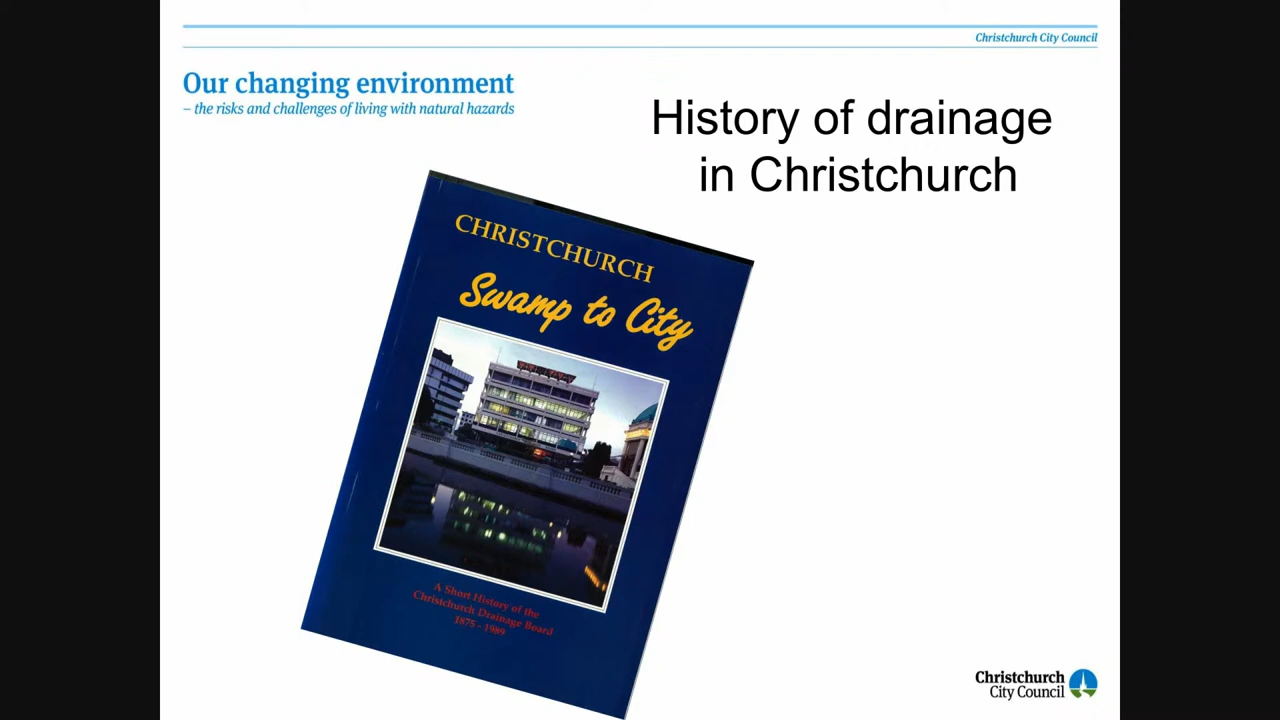 Christchurch City Council
Our changing environment
– the risks and challenges of living with natural hazards
History of drainage
in Christchurch
CHRISTCHURCH
Swamp to City
A Short History of the
Christchurch Drainage Board
1875 - 1989
Christchurch
City Council